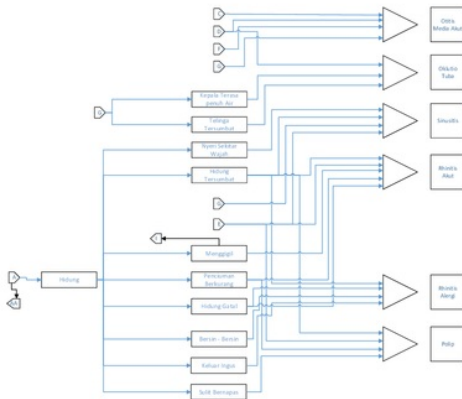 C
D
F
G
Otitis
Media Akut
Oklusio
Tuba
Kepala Terasa
penuh Air
Telinga
Tersumbat
Nyeri Sekitar
Wajah
Hidung
Tersumbat
Sinusitis
Rhinitis
Akut
E
Menggigil
A
Hidung
Penciuman
Berkurang
Hidung Gatal
Rhinitis
Alergi
Bersin - Bersin
Polip
Keluar Ingus
Sulit Bernapas